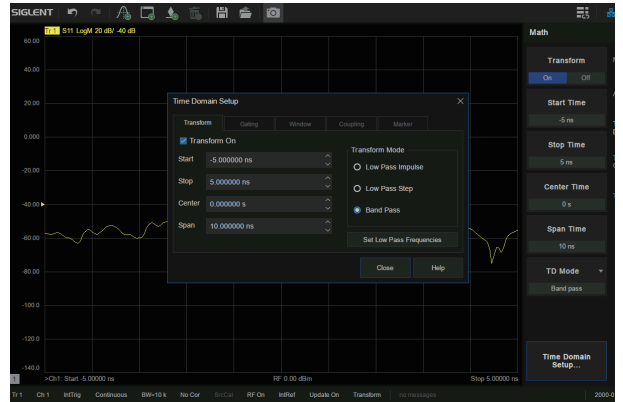 SIGLENT
Tr 1 S11 LogM 20 dB/ -40 dB
60.00
40.00
20.00
0.000
-20.00
-40.00
-60.00
-80.00
-100.0
-120.0
-140.0
Time Domain Setup
Transform Gating Window Coupling Marker
Transform On
Start -5.000000 ns
Stop 5.000000 ns
Center 0.000000 s
Span 10.000000 ns
Transform Mode
Low Pass Impulse
Low Pass Step
Band Pass
Set Low Pass Frequencies
Close Help
Math
Transform
On Off
Start Time
-5 ns
Stop Time
5 ns
Center Time
0 s
Span Time
10 ns
TD Mode
Band pass
Time Domain
Setup...
1 >Ch1: Start -5.00000 ns RF 0.00 dBm Stop 5.00000 ns
Tr 1 Ch 1 IntTrig Continuous BW=10 k No Cor SrcCal RF On IntRef Update On Transform no messages 2000-0